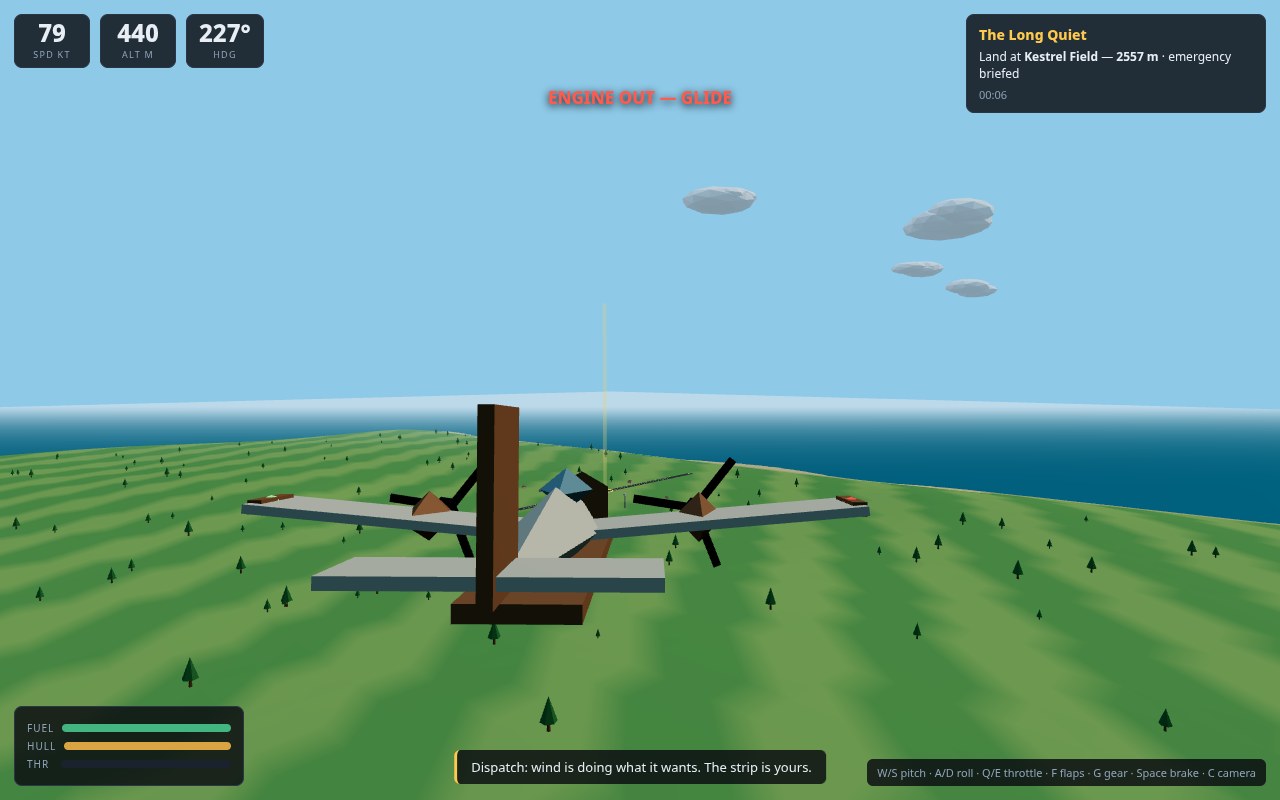 79
SPD KT
440
ALT M
227°
HDG
The Long Quiet
Land at Kestrel Field — 2557 m · emergency
briefed
00:06
ENGINE OUT — GLIDE
FUEL
HULL
THR
Dispatch: wind is doing what it wants. The strip is yours.
W/S pitch · A/D roll · Q/E throttle · F flaps · G gear · Space brake · C camera